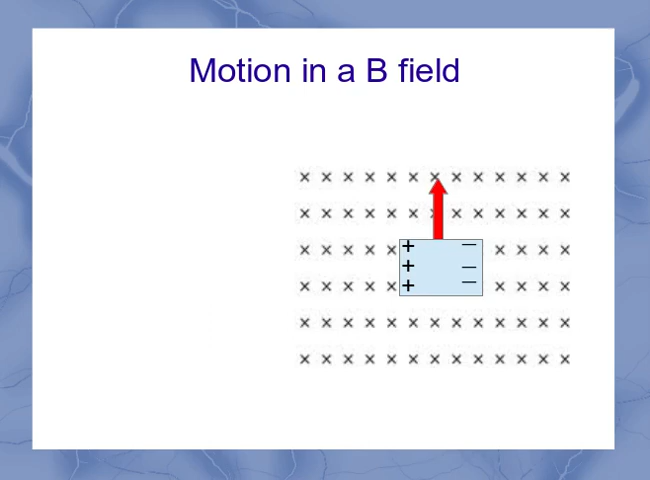 Motion in a B field
× × × × × × × × × × × × ×
× × × × × × × × × × × ×
× × × × × + — × × × ×
+ —
× × × × × + — × × × ×
× × × × × × × × × × × × ×
× × × × × × × × × × × × ×